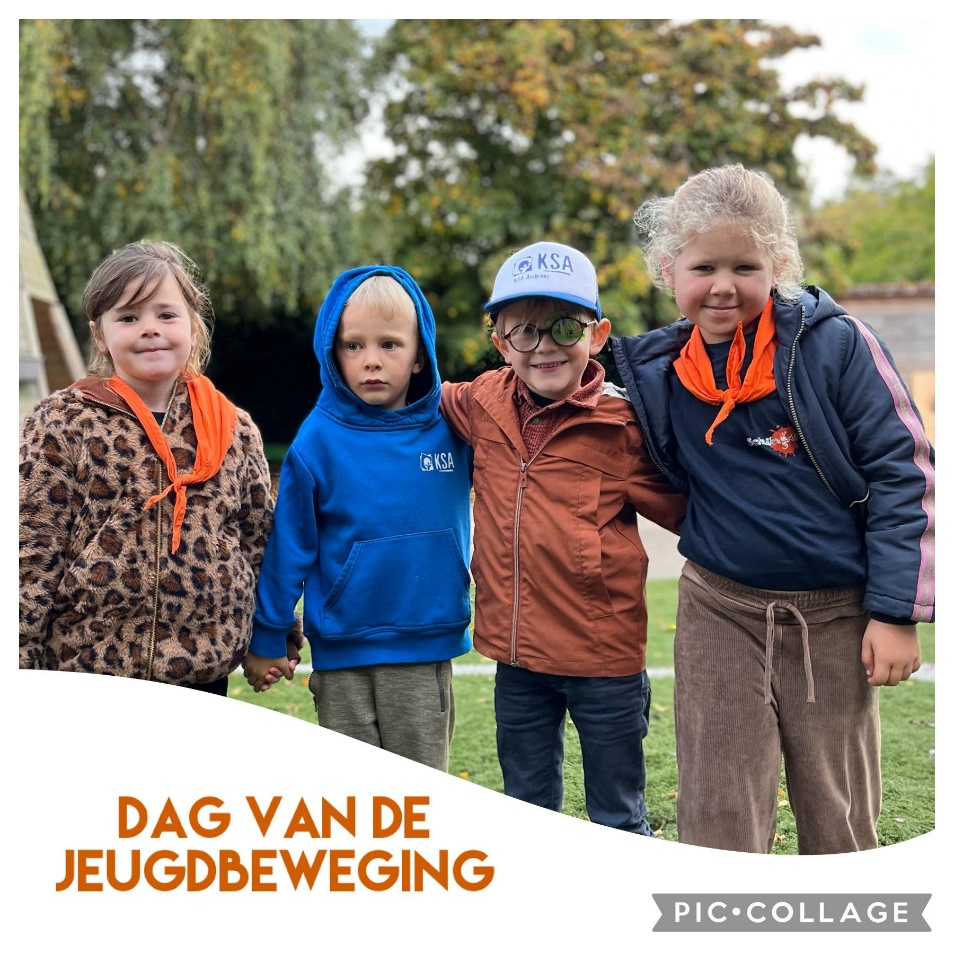 KSA
KSA
DAG VAN DE
JEUGDBEWEGING
PIC•COLLAGE